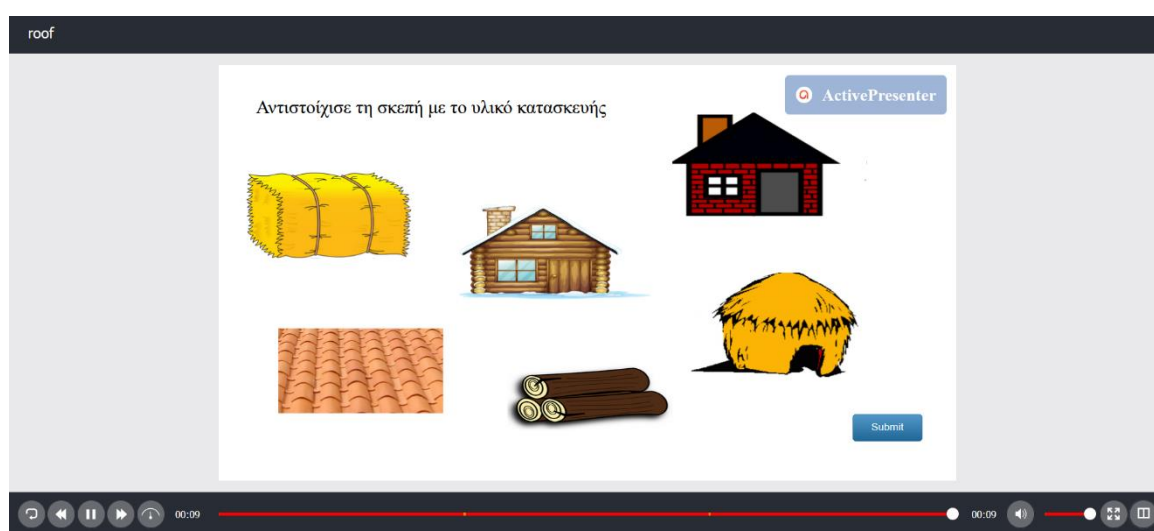 roof
ActivePresenter
Αντιστοίχισε τη σκεπή με το υλικό κατασκευής
Submit
00:09
00:09